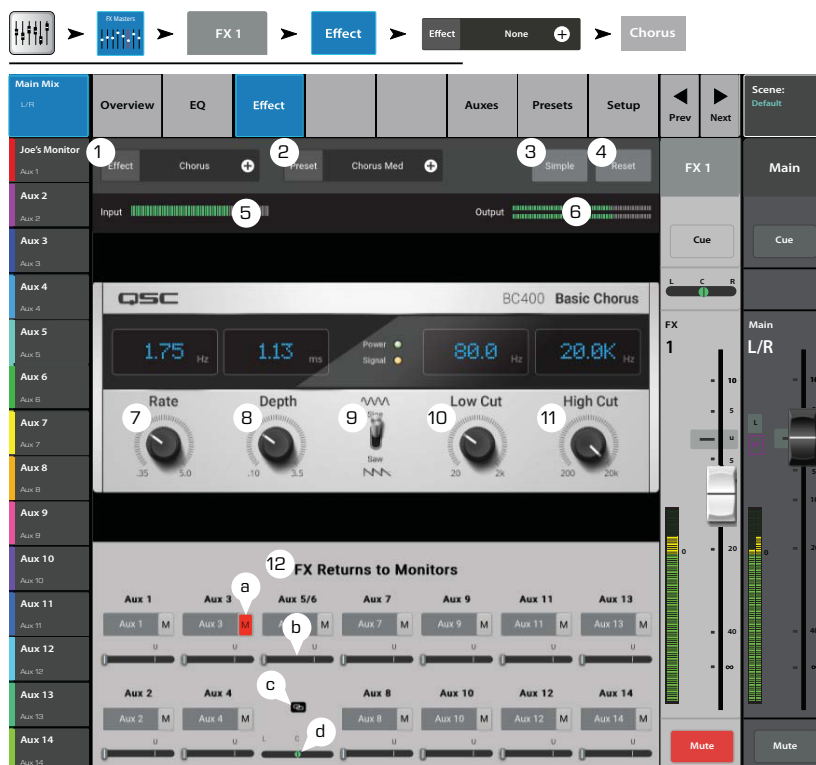 FX Masters
FX 1
Effect
Effect None
Chorus
Main Mix
L/R
Overview
EQ
Effect
Auxes
Presets
Setup
Prev
Next
Scene:
Default
Joe's Monitor
Aux 1
Aux 2
Aux 2
Aux 3
Aux 3
Aux 4
Aux 4
Aux 5
Aux 5
Aux 6
Aux 6
Aux 7
Aux 7
Aux 8
Aux 8
Aux 9
Aux 9
Aux 10
Aux 10
Aux 11
Aux 11
Aux 12
Aux 12
Aux 13
Aux 13
Aux 14
Aux 14
1 Effect Chorus
2 Preset Chorus Med
3 Simple
4 Reset
Input 5
Output 6
QSC
BC400 Basic Chorus
1.75 Hz
1.13 ms
Power
Signal
80.0 Hz
20.0K Hz
Rate
Depth
Low Cut
High Cut
7
8
9
10
11
Sine
Saw
.35 5.0
.10 3.5
20 2k
200 20k
12 FX Returns to Monitors
a
Aux 1
Aux 3
Aux 5/6
Aux 7
Aux 9
Aux 11
Aux 13
Aux 1 M
Aux 3 M
M
Aux 7 M
Aux 9 M
Aux 11 M
Aux 13 M
b
U U U U U U U
c
Aux 2
Aux 4
Aux 8
Aux 10
Aux 12
Aux 14
Aux 2 M
Aux 4 M
Aux 8 M
Aux 10 M
Aux 12 M
Aux 14 M
d
U U L C U U U U
FX 1
Cue
L C R
FX
1
10
5
U
5
0
20
40
∞
Mute
Main
Cue
Main
L/R
L
0
Mute